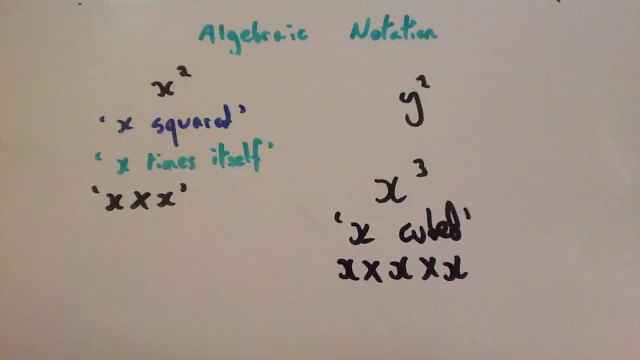 Algebraic Notation
x²
'x squared'
'x times itself'
'x × x'
y²
x³
'x cubed'
x × x × x